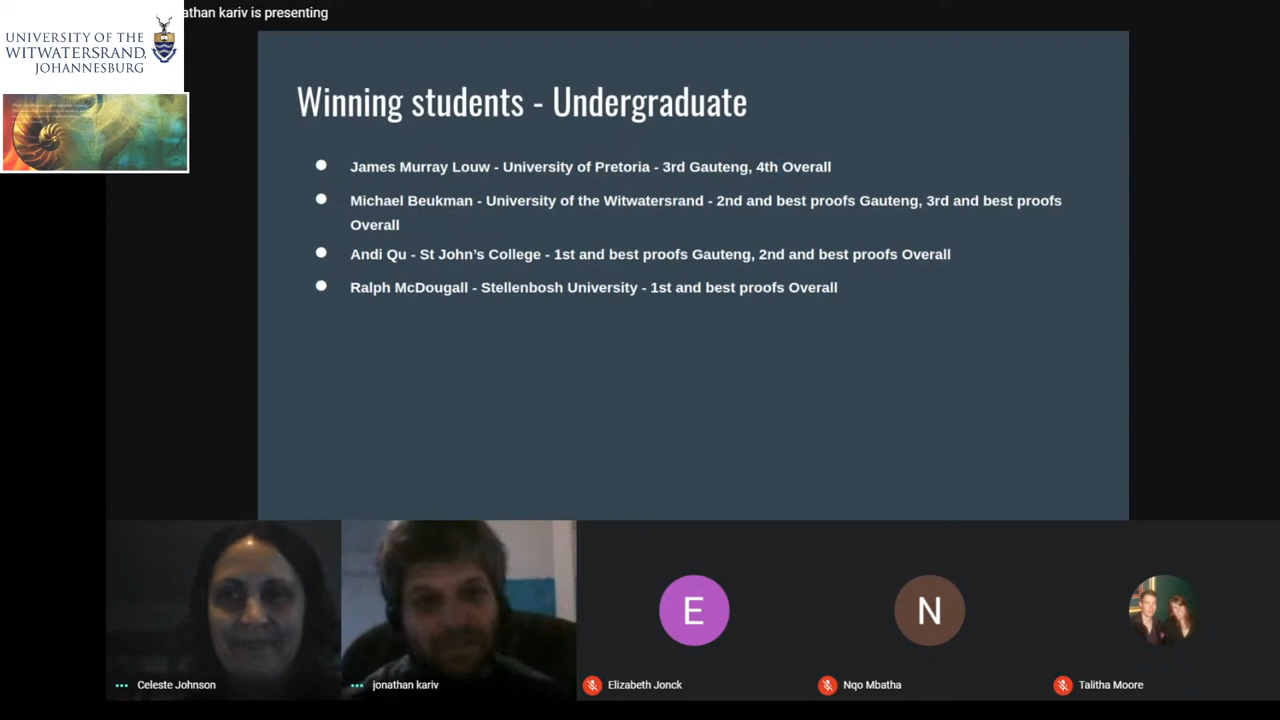 athan kariv is presenting
UNIVERSITY OF THE
WITWATERSRAND,
JOHANNESBURG
Winning students - Undergraduate
James Murray Louw - University of Pretoria - 3rd Gauteng, 4th Overall
Michael Beukman - University of the Witwatersrand - 2nd and best proofs Gauteng, 3rd and best proofs
Overall
Andi Qu - St John’s College - 1st and best proofs Gauteng, 2nd and best proofs Overall
Ralph McDougall - Stellenbosh University - 1st and best proofs Overall
E
N
Celeste Johnson
jonathan kariv
Elizabeth Jonck
Nqo Mbatha
Talitha Moore